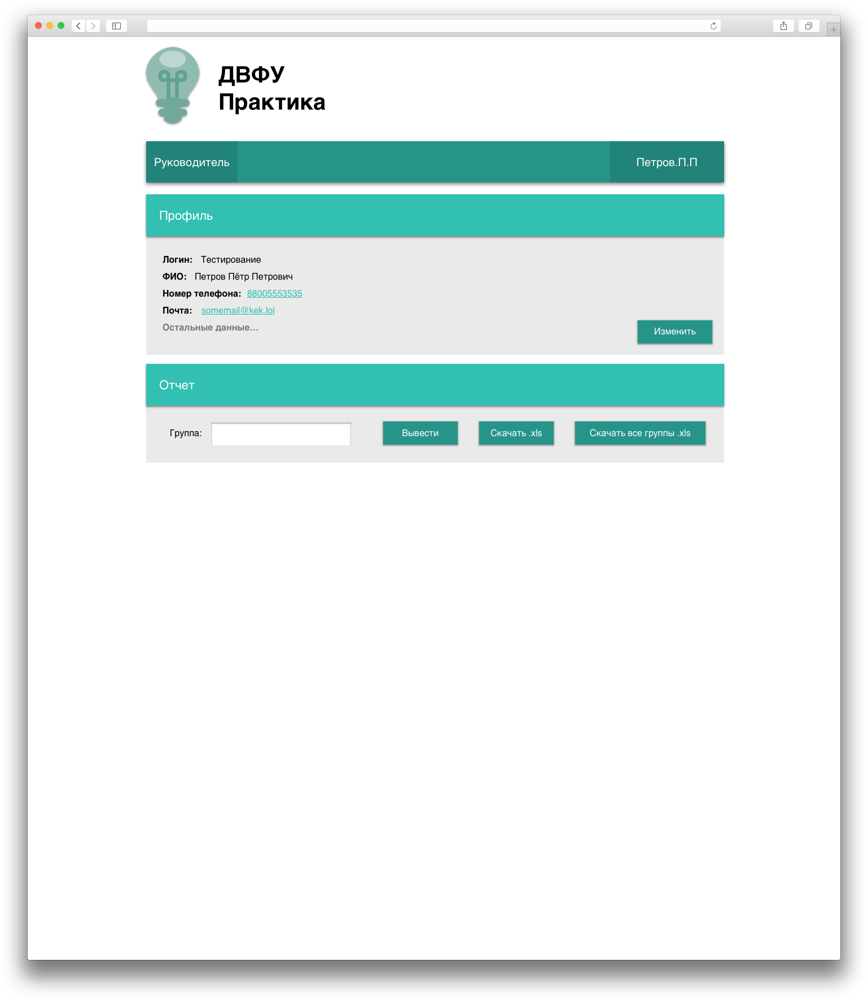 ДВФУ
Практика
Руководитель
Петров.П.П
Профиль
Логин: Тестирование
ФИО: Петров Пётр Петрович
Номер телефона: 88005553535
Почта: somemail@kek.lol
Остальные данные...
Изменить
Отчет
Группа:
Вывести
Скачать .xls
Скачать все группы .xls